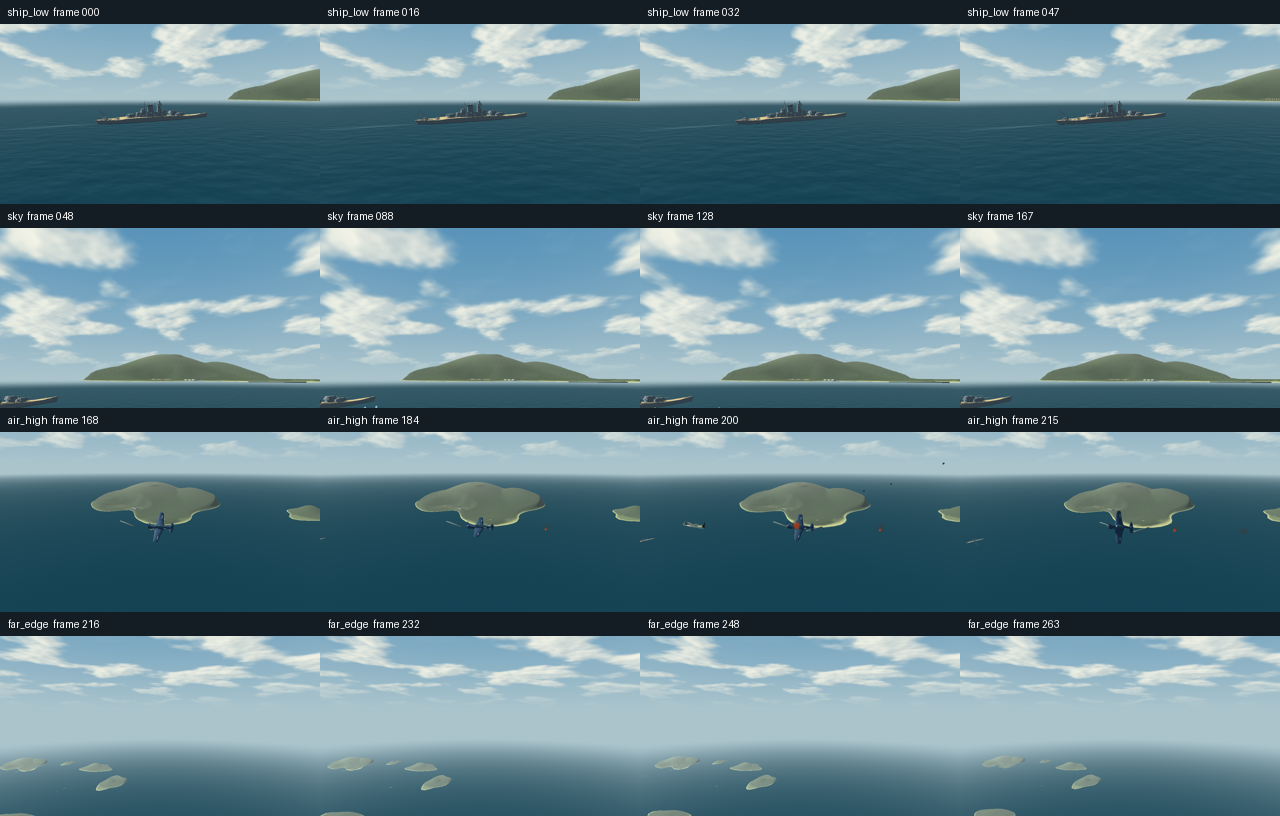 ship_low frame 000
ship_low frame 016
ship_low frame 032
ship_low frame 047
sky frame 048
sky frame 088
sky frame 128
sky frame 167
air_high frame 168
air_high frame 184
air_high frame 200
air_high frame 215
far_edge frame 216
far_edge frame 232
far_edge frame 248
far_edge frame 263